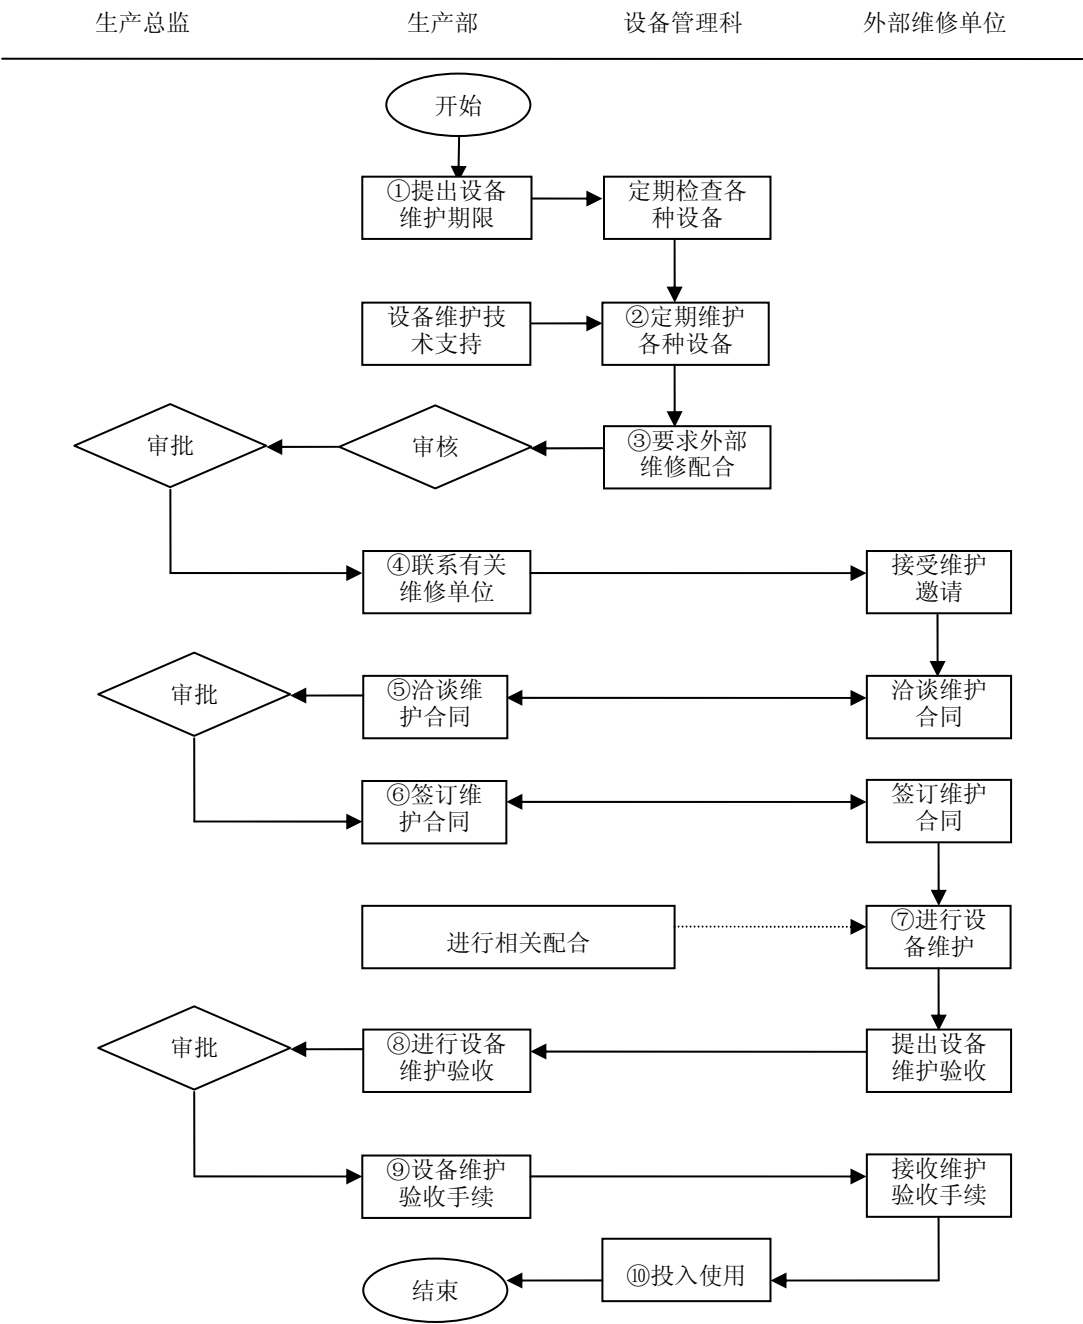 生产总监 生产部 设备管理科 外部维修单位
开始
①提出设备
维护期限
定期检查各
种设备
设备维护技
术支持
②定期维护
各种设备
审批
审核
③要求外部
维修配合
④联系有关
维修单位
接受维护
邀请
审批
⑤洽谈维
护合同
洽谈维护
合同
⑥签订维
护合同
签订维护
合同
进行相关配合
⑦进行设
备维护
审批
⑧进行设备
维护验收
提出设备
维护验收
⑨设备维护
验收手续
接收维护
验收手续
结束
⑩投入使用